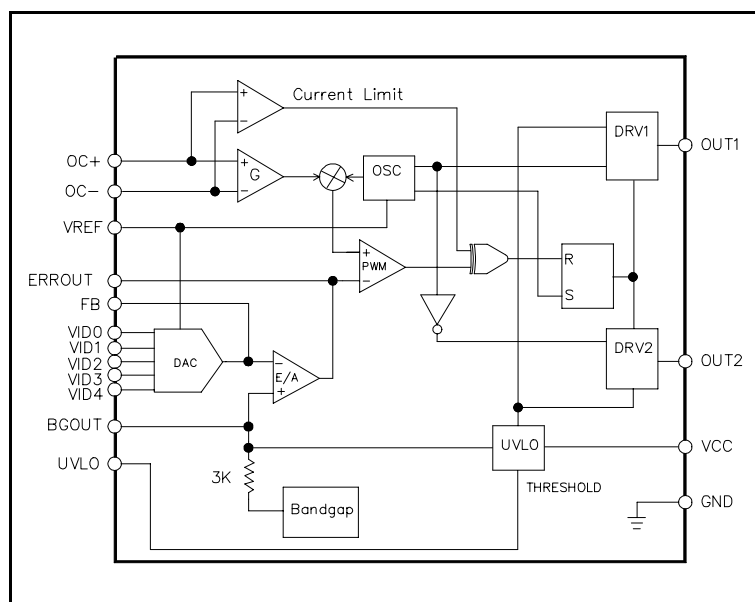 +
-
Current Limit
DRV1
OUT1
OC+
+
G
-
OSC
OC-
VREF
+
PWM
-
R
S
ERROUT
FB
VID0
VID1
VID2
VID3
VID4
DAC
-
E/A
+
DRV2
OUT2
BGOUT
UVLO
VCC
UVLO
3K
THRESHOLD
Bandgap
GND